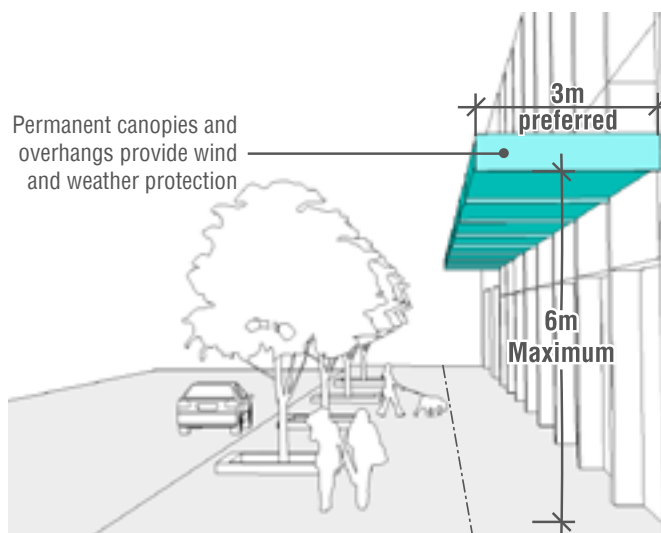 3m
preferred
Permanent canopies and
overhangs provide wind
and weather protection
6m
Maximum